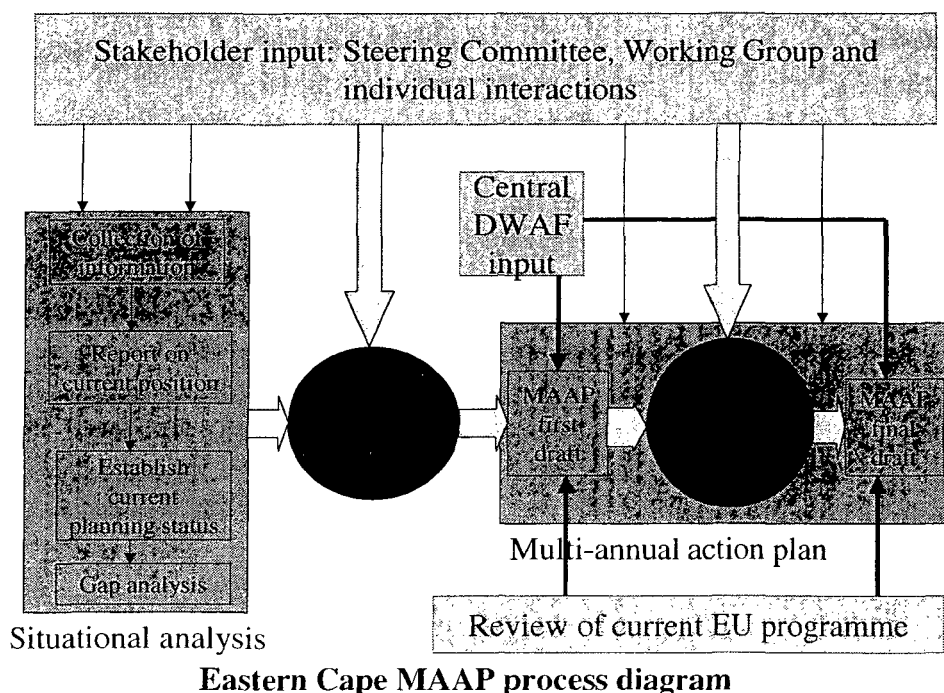 Stakeholder input: Steering Committee, Working Group and
individual interactions
Central
DWAF
input
Collection of
information
Report on
current position
Establish
current
planning status
Gap analysis
Situational analysis
MAAP
first
draft
MAAP
final
draft
Multi-annual action plan
Review of current EU programme
Eastern Cape MAAP process diagram